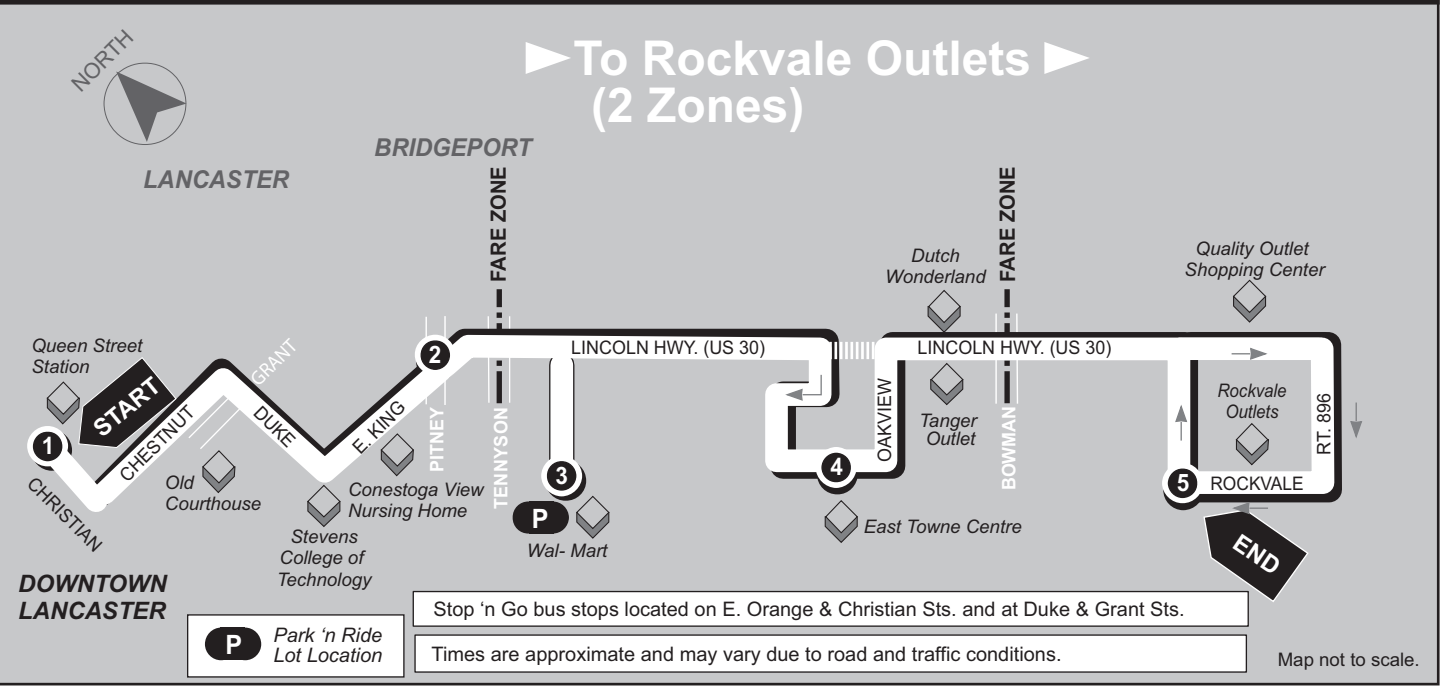 ►To Rockvale Outlets ►
(2 Zones)
NORTH
LANCASTER
BRIDGEPORT
FARE ZONE
FARE ZONE
Dutch
Wonderland
Quality Outlet
Shopping Center
Queen Street
Station
START
1
CHRISTIAN
CHESTNUT
GRANT
DUKE
Old
Courthouse
E. KING
Stevens
College of
Technology
Conestoga View
Nursing Home
2
PITNEY
TENNYSON
LINCOLN HWY. (US 30)
3
P
Wal- Mart
4
OAKVIEW
East Towne Centre
LINCOLN HWY. (US 30)
Tanger
Outlet
BOWMAN
Rockvale
Outlets
RT. 896
5
ROCKVALE
END
DOWNTOWN
LANCASTER
P
Park ‘n Ride
Lot Location
Stop ‘n Go bus stops located on E. Orange & Christian Sts. and at Duke & Grant Sts.
Times are approximate and may vary due to road and traffic conditions.
Map not to scale.